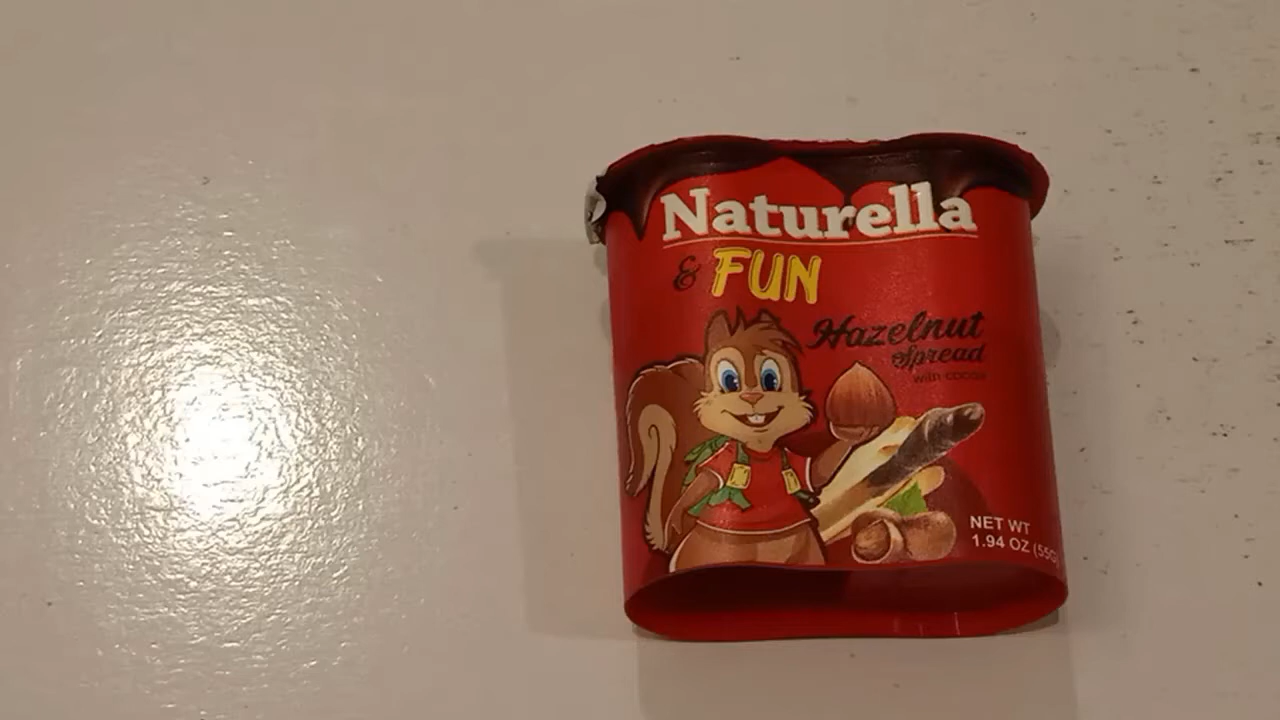 Naturella
& FUN
Hazelnut
Spread
with cocoa
NET WT
1.94 OZ (55G)